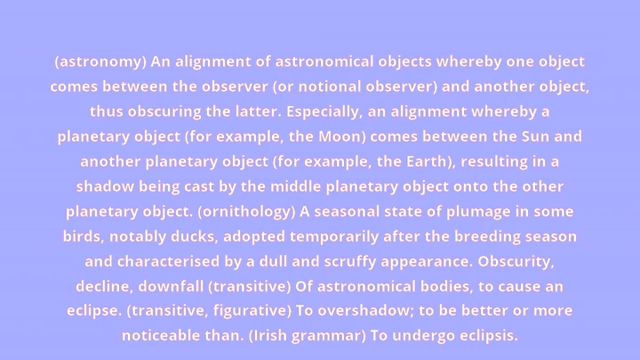 (astronomy) An alignment of astronomical objects whereby one object
comes between the observer (or notional observer) and another object,
thus obscuring the latter. Especially, an alignment whereby a
planetary object (for example, the Moon) comes between the Sun and
another planetary object (for example, the Earth), resulting in a
shadow being cast by the middle planetary object onto the other
planetary object. (ornithology) A seasonal state of plumage in some
birds, notably ducks, adopted temporarily after the breeding season
and characterised by a dull and scruffy appearance. Obscurity,
decline, downfall (transitive) Of astronomical bodies, to cause an
eclipse. (transitive, figurative) To overshadow; to be better or more
noticeable than. (Irish grammar) To undergo eclipsis.